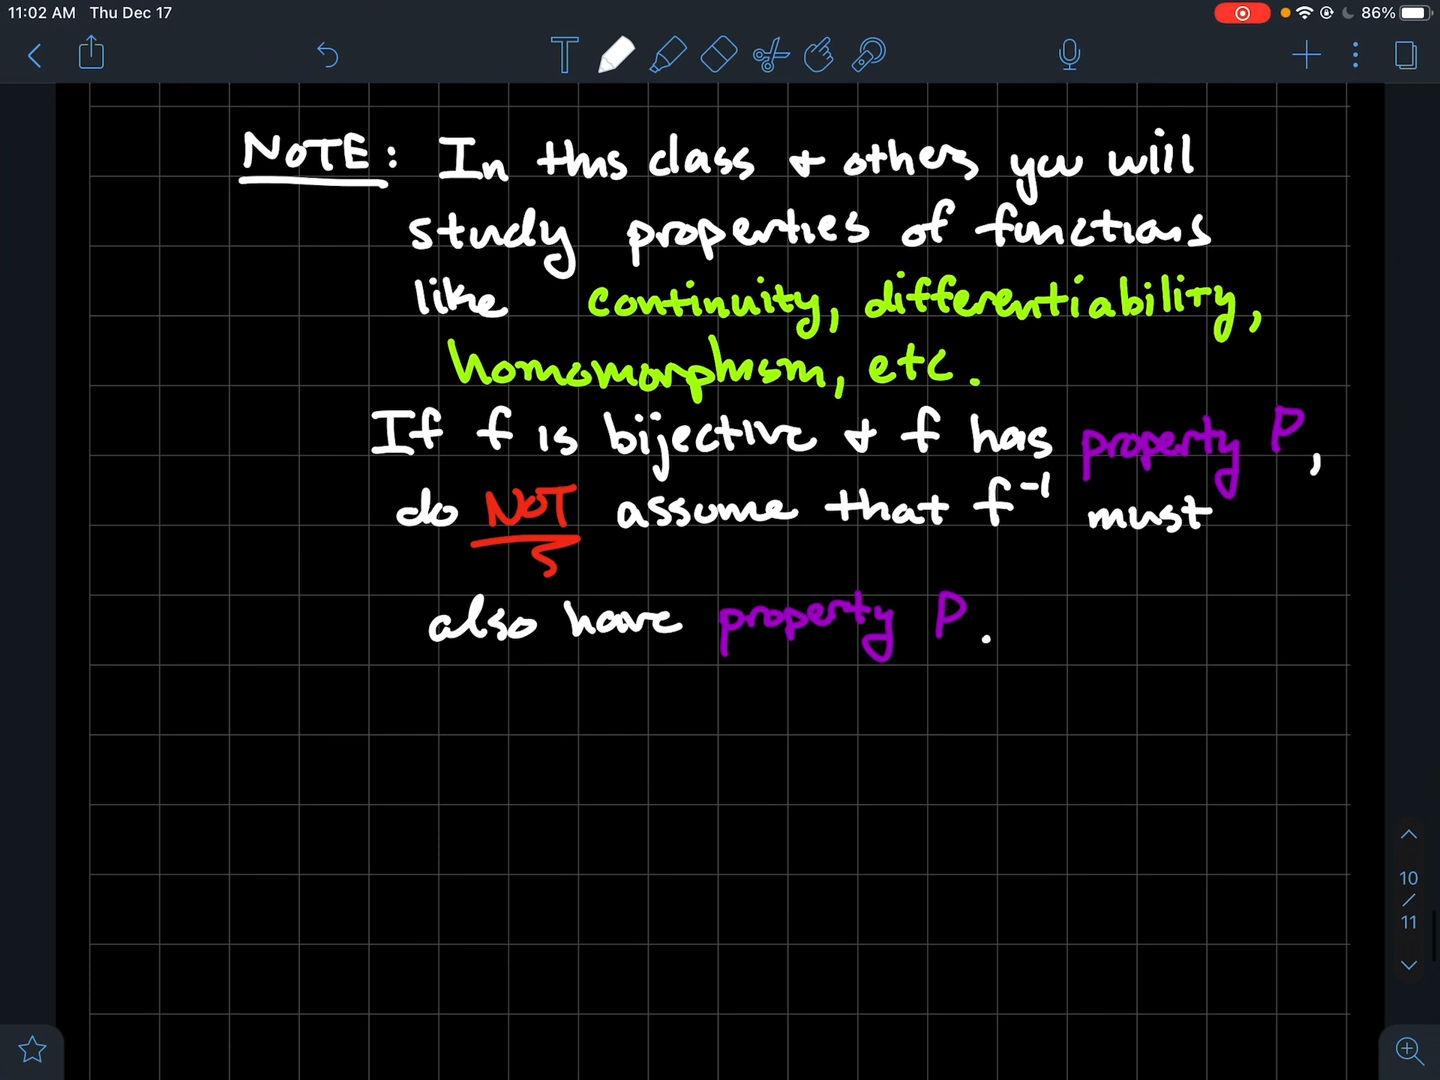 11:02 AM Thu Dec 17
86%
NOTE: In this class & others you will
study properties of functions
like continuity, differentiability,
homomorphism, etc.
If f is bijective & f has property P,
do NOT assume that f⁻¹ must
also have property P.
10
/
11